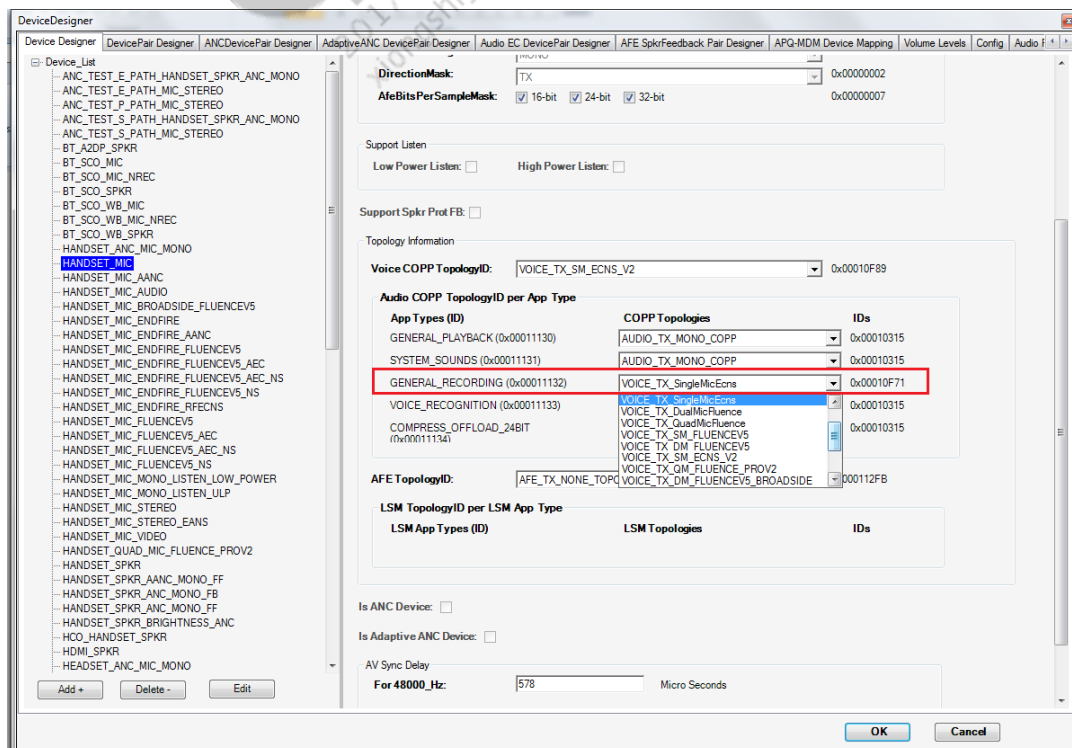 DeviceDesigner
Device Designer DevicePair Designer ANCDevicePair Designer AdaptiveANC DevicePair Designer Audio EC DevicePair Designer AFE SpkrFeedback Pair Designer APQ-MDM Device Mapping Volume Levels Config Audio
Device_List
ANC_TEST_E_PATH_HANDSET_SPKR_ANC_MONO
ANC_TEST_E_PATH_MIC_STEREO
ANC_TEST_P_PATH_MIC_STEREO
ANC_TEST_S_PATH_HANDSET_SPKR_ANC_MONO
ANC_TEST_S_PATH_MIC_STEREO
BT_A2DP_SPKR
BT_SCO_MIC
BT_SCO_MIC_NREC
BT_SCO_SPKR
BT_SCO_WB_MIC
BT_SCO_WB_MIC_NREC
BT_SCO_WB_SPKR
HANDSET_ANC_MIC_MONO
HANDSET_MIC
HANDSET_MIC_AANC
HANDSET_MIC_AUDIO
HANDSET_MIC_BROADSIDE_FLUENCEV5
HANDSET_MIC_ENDFIRE
HANDSET_MIC_ENDFIRE_AANC
HANDSET_MIC_ENDFIRE_FLUENCEV5
HANDSET_MIC_ENDFIRE_FLUENCEV5_AEC
HANDSET_MIC_ENDFIRE_FLUENCEV5_AEC_NS
HANDSET_MIC_ENDFIRE_FLUENCEV5_NS
HANDSET_MIC_ENDFIRE_RFECNS
HANDSET_MIC_FLUENCEV5
HANDSET_MIC_FLUENCEV5_AEC
HANDSET_MIC_FLUENCEV5_AEC_NS
HANDSET_MIC_FLUENCEV5_NS
HANDSET_MIC_MONO_LISTEN_LOW_POWER
HANDSET_MIC_MONO_LISTEN_ULP
HANDSET_MIC_STEREO
HANDSET_MIC_STEREO_EANS
HANDSET_MIC_VIDEO
HANDSET_QUAD_MIC_FLUENCE_PROV2
HANDSET_SPKR
HANDSET_SPKR_AANC_MONO_FF
HANDSET_SPKR_ANC_MONO_FB
HANDSET_SPKR_ANC_MONO_FF
HANDSET_SPKR_BRIGHTNESS_ANC
HCO_HANDSET_SPKR
HDMI_SPKR
HEADSET_ANC_MIC_MONO
Add + Delete - Edit
MONO
DirectionMask: TX 0x00000002
AfeBitsPerSampleMask: 16-bit 24-bit 32-bit 0x00000007
Support Listen
Low Power Listen: High Power Listen:
Support Spkr Prot FB:
Topology Information
Voice COPP TopologyID: VOICE_TX_SM_ECNS_V2 0x00010F89
Audio COPP TopologyID per App Type
App Types (ID) COPP Topologies IDs
GENERAL_PLAYBACK (0x00011130) AUDIO_TX_MONO_COPP 0x00010315
SYSTEM_SOUNDS (0x00011131) AUDIO_TX_MONO_COPP 0x00010315
GENERAL_RECORDING (0x00011132) VOICE_TX_SingleMicEcns 0x00010F71
VOICE_TX_SingleMicEcns
VOICE_RECOGNITION (0x00011133) VOICE_TX_DualMicFluence 0x00010315
VOICE_TX_QuadMicFluence
COMPRESS_OFFLOAD_24BIT VOICE_TX_SM_FLUENCEV5 0x00010315
(0x00011134) VOICE_TX_DM_FLUENCEV5
VOICE_TX_SM_ECNS_V2
VOICE_TX_QM_FLUENCE_PROV2
AFE TopologyID: AFE_TX_NONE_TOPO VOICE_TX_DM_FLUENCEV5_BROADSIDE 000112FB
LSM TopologyID per LSM App Type
LSM App Types (ID) LSM Topologies IDs
Is ANC Device:
Is Adaptive ANC Device:
AV Sync Delay
For 48000_Hz: 578 Micro Seconds
OK Cancel